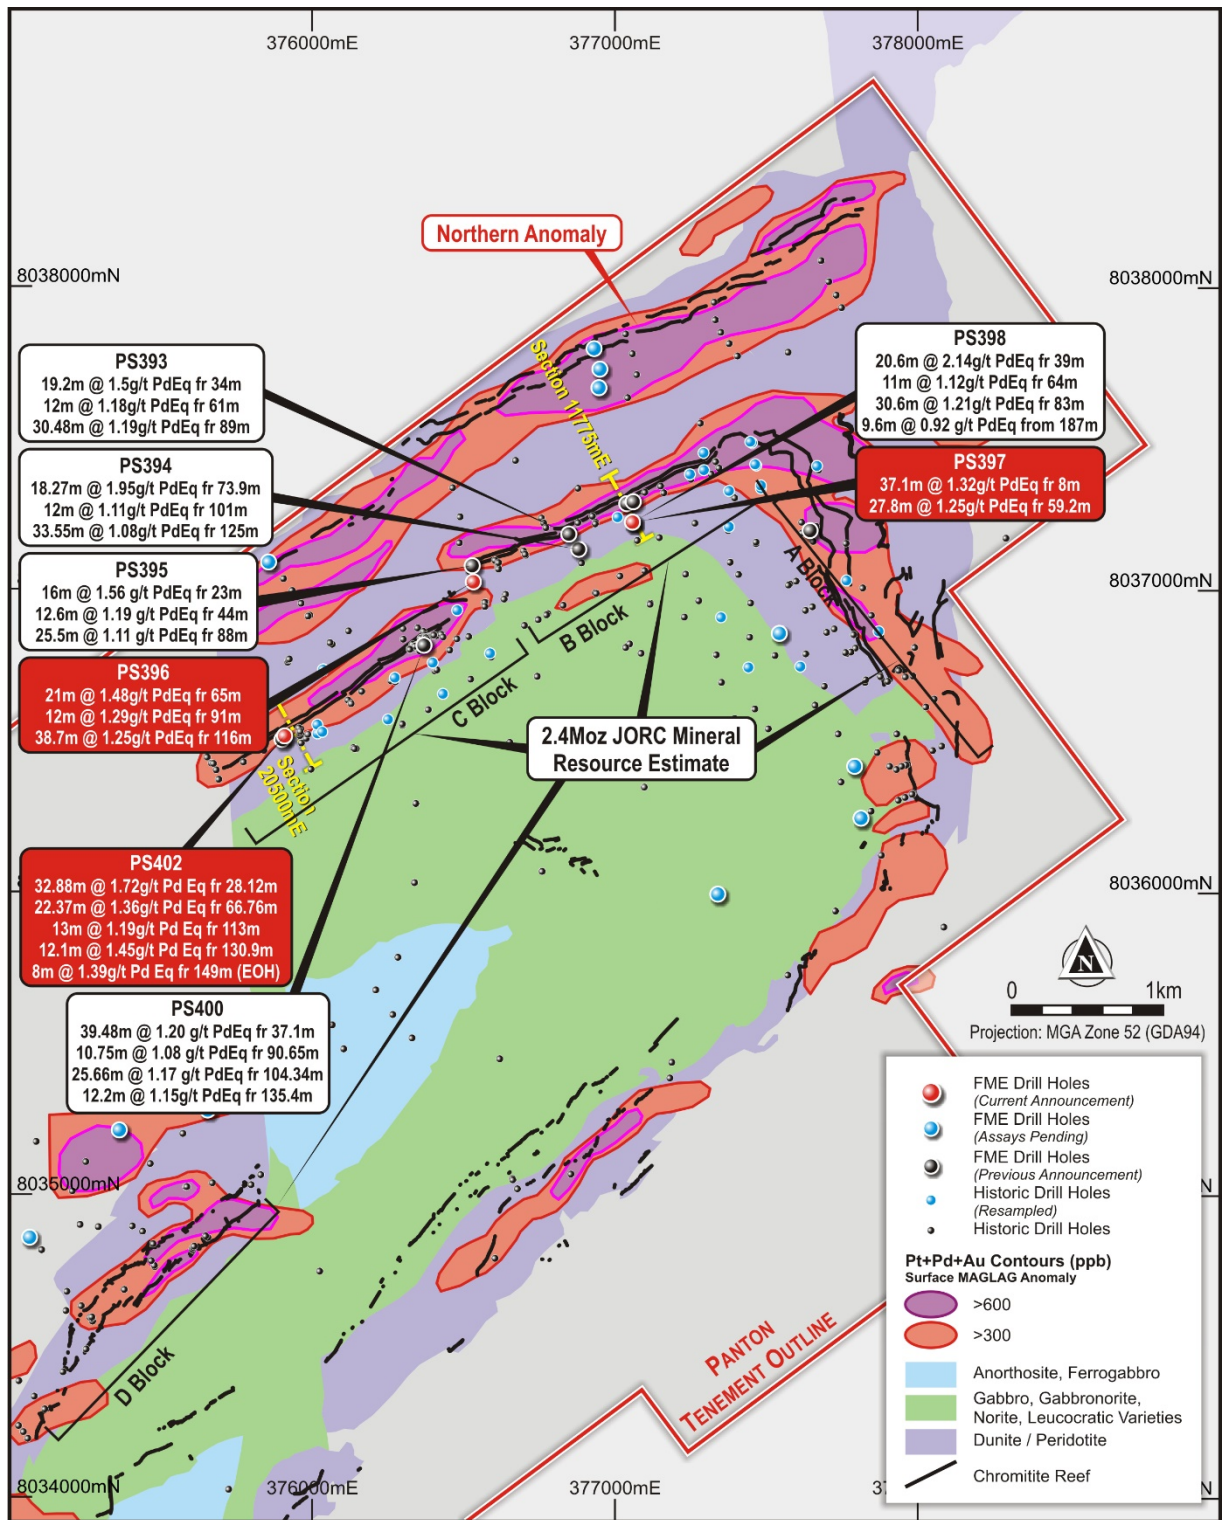 376000mE
377000mE
378000mE
Northern Anomaly
8038000mN
8038000mN
Section 11775mE
PS393
19.2m @ 1.5g/t PdEq fr 34m
12m @ 1.18g/t PdEq fr 61m
30.48m @ 1.19g/t PdEq fr 89m
PS398
20.6m @ 2.14g/t PdEq fr 39m
11m @ 1.12g/t PdEq fr 64m
30.6m @ 1.21g/t PdEq fr 83m
9.6m @ 0.92 g/t PdEq from 187m
PS394
18.27m @ 1.95g/t PdEq fr 73.9m
12m @ 1.11g/t PdEq fr 101m
33.55m @ 1.08g/t PdEq fr 125m
PS397
37.1m @ 1.32g/t PdEq fr 8m
27.8m @ 1.25g/t PdEq fr 59.2m
PS395
16m @ 1.56 g/t PdEq fr 23m
12.6m @ 1.19 g/t PdEq fr 44m
25.5m @ 1.11 g/t PdEq fr 88m
A Block
8037000mN
B Block
PS396
21m @ 1.48g/t PdEq fr 65m
12m @ 1.29g/t PdEq fr 91m
38.7m @ 1.25g/t PdEq fr 116m
C Block
2.4Moz JORC Mineral
Resource Estimate
Section
20500mE
PS402
32.88m @ 1.72g/t Pd Eq fr 28.12m
22.37m @ 1.36g/t Pd Eq fr 66.76m
13m @ 1.19g/t Pd Eq fr 113m
12.1m @ 1.45g/t Pd Eq fr 130.9m
8m @ 1.39g/t Pd Eq fr 149m (EOH)
8036000mN
N
0 1km
Projection: MGA Zone 52 (GDA94)
PS400
39.48m @ 1.20 g/t PdEq fr 37.1m
10.75m @ 1.08 g/t PdEq fr 90.65m
25.66m @ 1.17 g/t PdEq fr 104.34m
12.2m @ 1.15g/t PdEq fr 135.4m
8035000mN
N
D Block
PANTON
TENEMENT OUTLINE
FME Drill Holes
(Current Announcement)
FME Drill Holes
(Assays Pending)
FME Drill Holes
(Previous Announcement)
Historic Drill Holes
(Resampled)
Historic Drill Holes
Pt+Pd+Au Contours (ppb)
Surface MAGLAG Anomaly
>600
>300
Anorthosite, Ferrogabbro
Gabbro, Gabbronorite,
Norite, Leucocratic Varieties
Dunite / Peridotite
Chromitite Reef
8034000mN
376000mE
377000mE
37
N